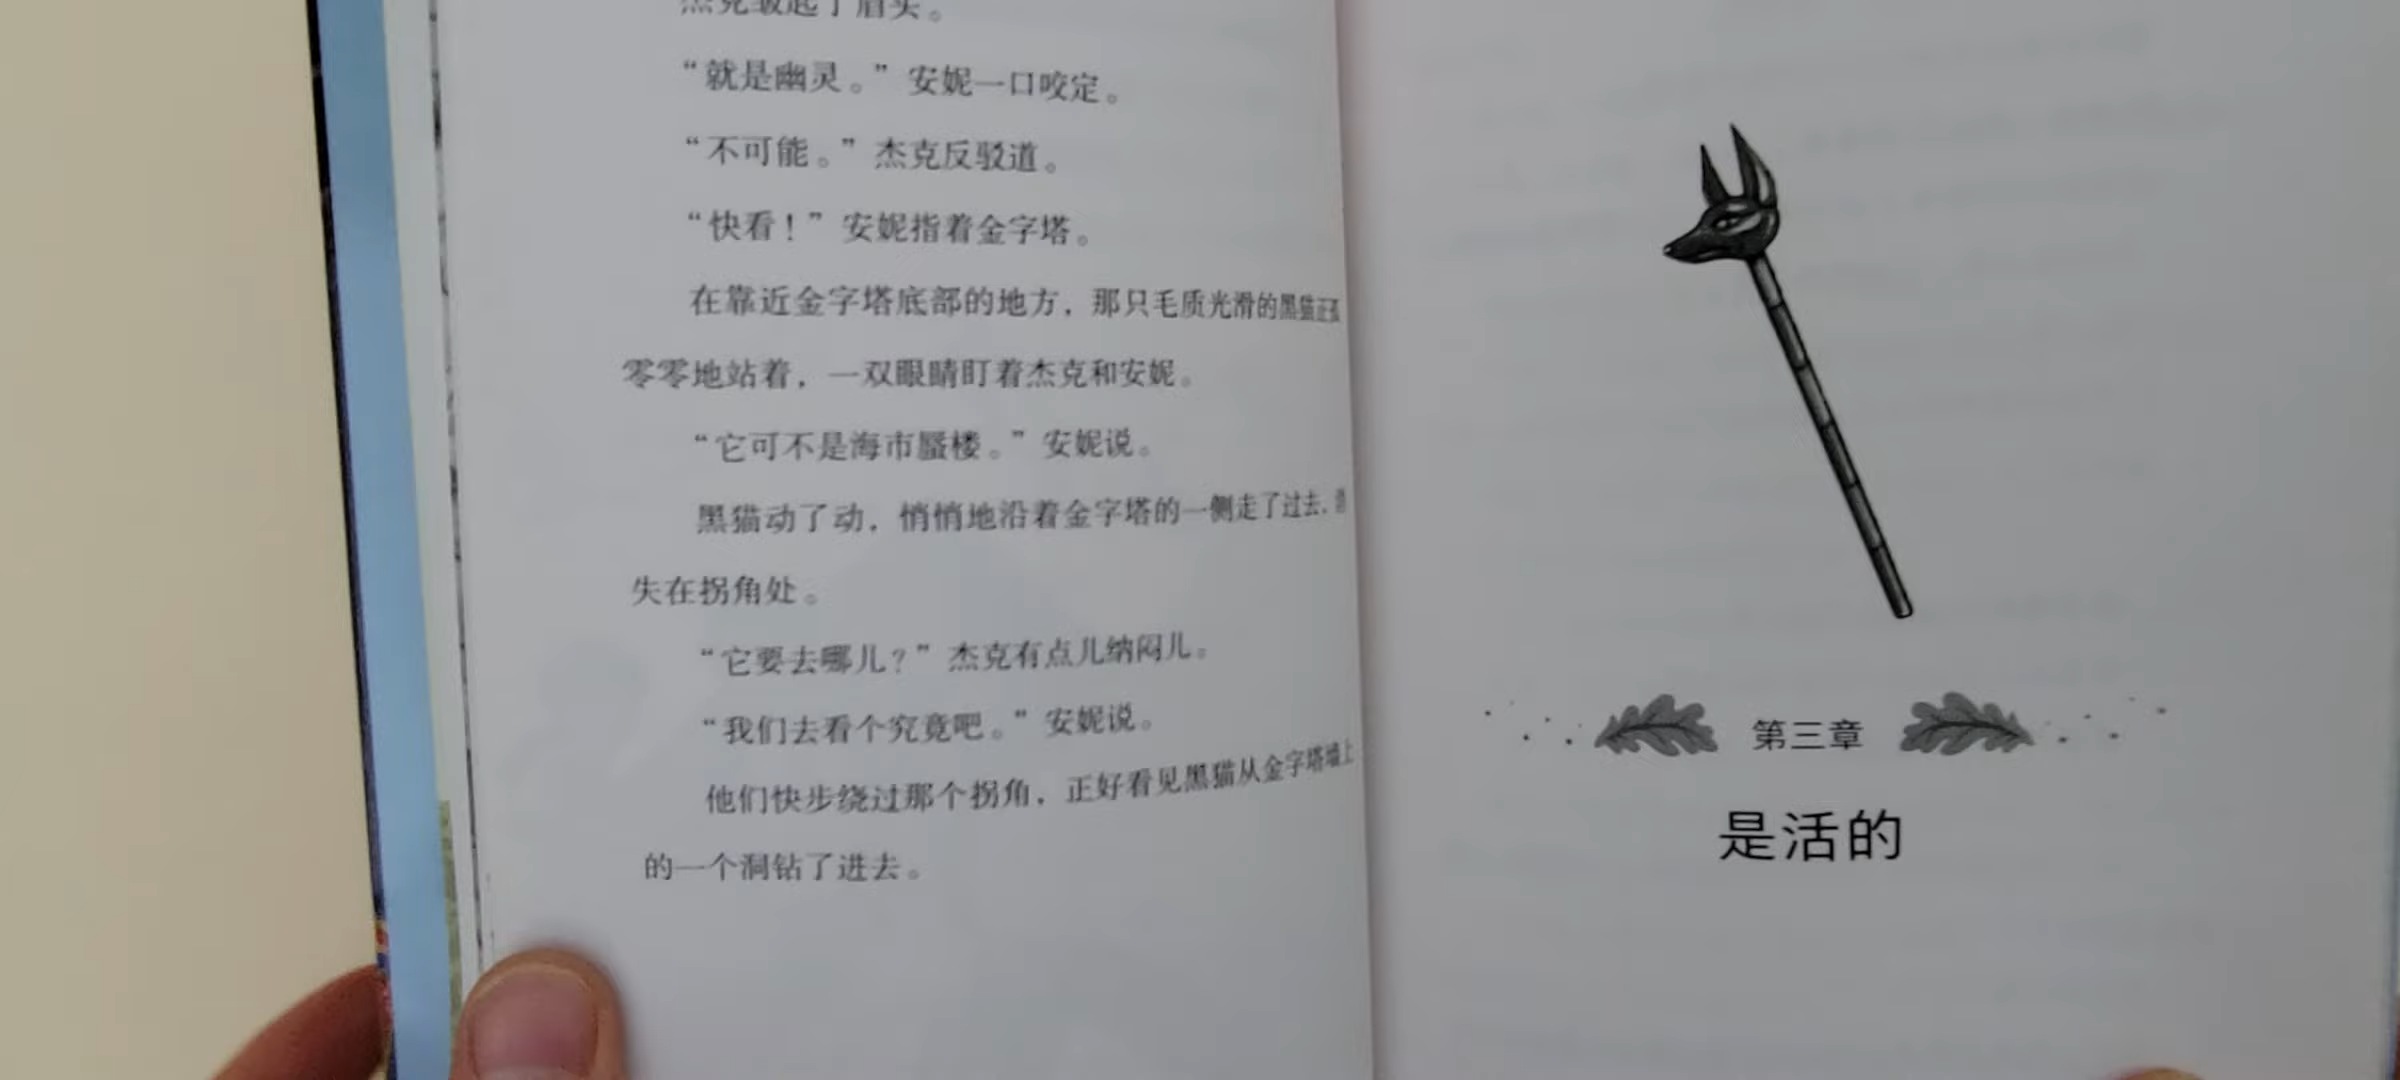 杰克皱起了眉头。
“就是幽灵。”安妮一口咬定。
“不可能。”杰克反驳道。
“快看！”安妮指着金字塔。
在靠近金字塔底部的地方，那只毛质光滑的黑猫正孤
零零地站着，一双眼睛盯着杰克和安妮。
“它可不是海市蜃楼。”安妮说。
黑猫动了动，悄悄地沿着金字塔的一侧走了过去，
失在拐角处。
“它要去哪儿？”杰克有点儿纳闷儿。
“我们去看个究竟吧。”安妮说。
他们快步绕过那个拐角，正好看见黑猫从金字塔墙上
的一个洞钻了进去。
第三章
是活的